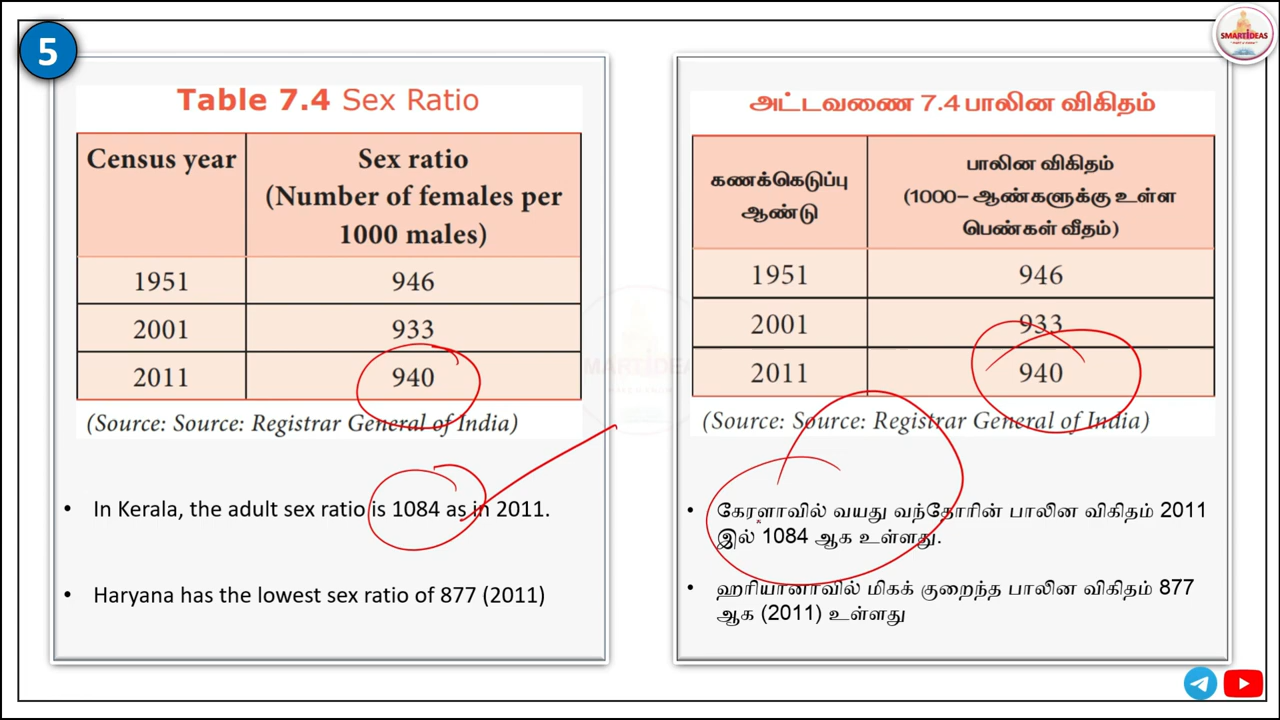 5
SMARTIDEAS
Table 7.4 Sex Ratio
Census year
Sex ratio
(Number of females per
1000 males)
1951 946
2001 933
2011 940
(Source: Source: Registrar General of India)
• In Kerala, the adult sex ratio is 1084 as in 2011.
• Haryana has the lowest sex ratio of 877 (2011)
அட்டவணை 7.4 பாலின விகிதம்
கணக்கெடுப்பு
ஆண்டு
பாலின விகிதம்
(1000– ஆண்களுக்கு உள்ள
பெண்கள் வீதம்)
1951 946
2001 933
2011 940
(Source: Source: Registrar General of India)
• கேரளாவில் வயது வந்தோரின் பாலின விகிதம் 2011
இல் 1084 ஆக உள்ளது.
• ஹரியானாவில் மிகக் குறைந்த பாலின விகிதம் 877
ஆக (2011) உள்ளது